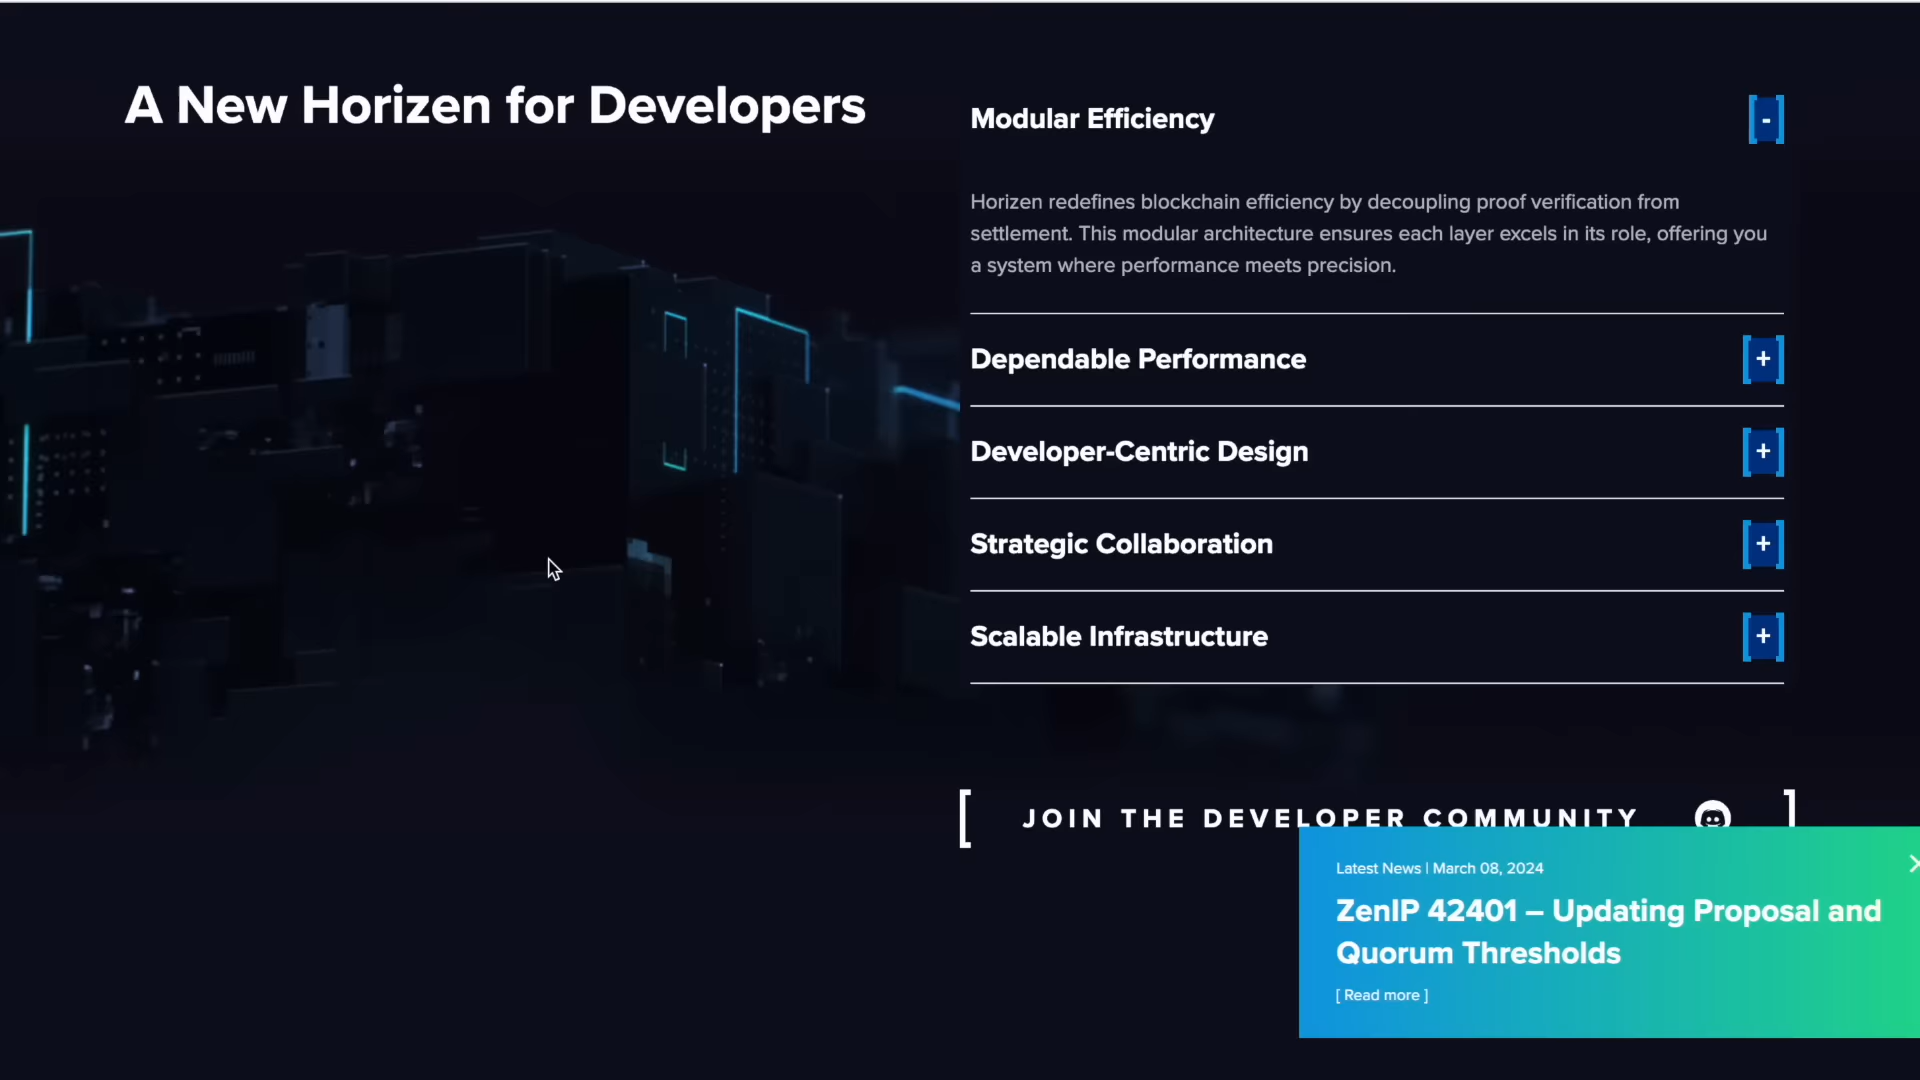 A New Horizen for Developers
Modular Efficiency
-
Horizen redefines blockchain efficiency by decoupling proof verification from
settlement. This modular architecture ensures each layer excels in its role, offering you
a system where performance meets precision.
Dependable Performance
+
Developer-Centric Design
+
Strategic Collaboration
+
Scalable Infrastructure
+
[ JOIN THE DEVELOPER COMMUNITY ]
Latest News | March 08, 2024
ZenIP 42401 – Updating Proposal and
Quorum Thresholds
[ Read more ]